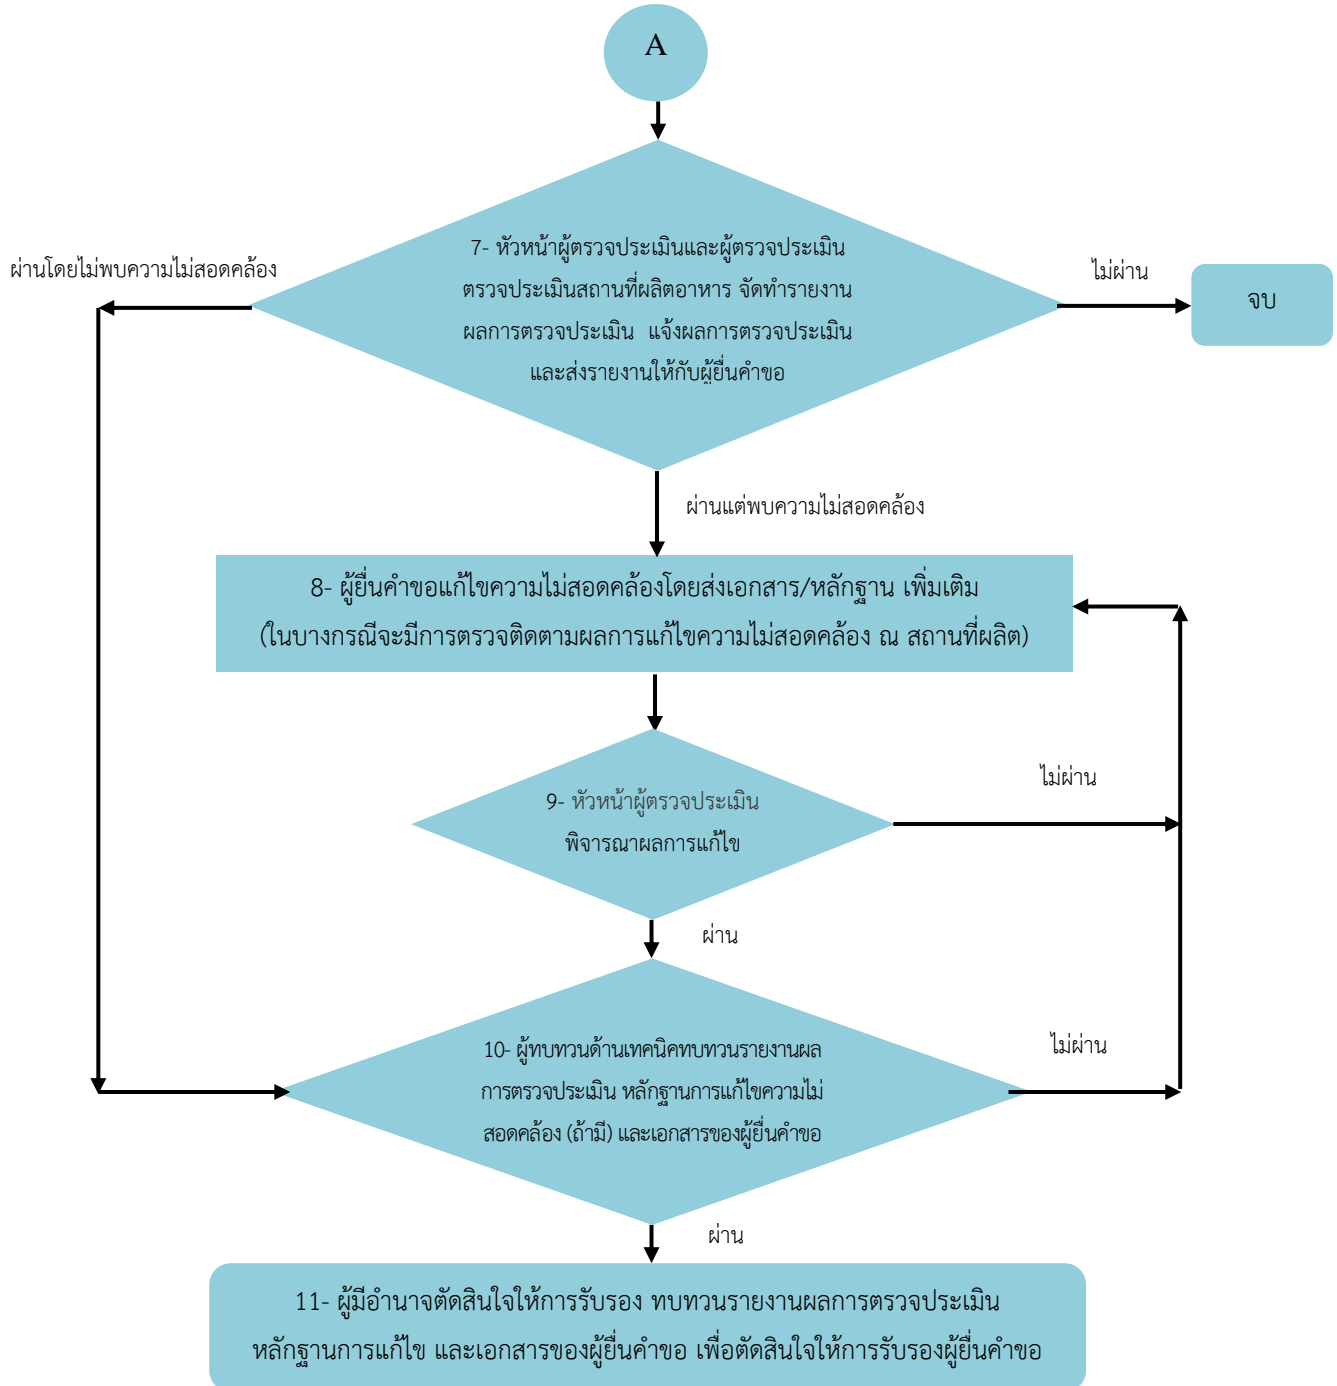 A
7- หัวหน้าผู้ตรวจประเมินและผู้ตรวจประเมิน
ตรวจประเมินสถานที่ผลิตอาหาร จัดทำรายงาน
ผลการตรวจประเมิน แจ้งผลการตรวจประเมิน
และส่งรายงานให้กับผู้ยื่นคำขอ
ผ่านโดยไม่พบความไม่สอดคล้อง
ไม่ผ่าน
จบ
ผ่านแต่พบความไม่สอดคล้อง
8- ผู้ยื่นคำขอแก้ไขความไม่สอดคล้องโดยส่งเอกสาร/หลักฐาน เพิ่มเติม
(ในบางกรณีจะมีการตรวจติดตามผลการแก้ไขความไม่สอดคล้อง ณ สถานที่ผลิต)
9- หัวหน้าผู้ตรวจประเมิน
พิจารณาผลการแก้ไข
ไม่ผ่าน
ผ่าน
10- ผู้ทบทวนด้านเทคนิคทบทวนรายงานผล
การตรวจประเมิน หลักฐานการแก้ไขความไม่
สอดคล้อง (ถ้ามี) และเอกสารของผู้ยื่นคำขอ
ไม่ผ่าน
ผ่าน
11- ผู้มีอำนาจตัดสินใจให้การรับรอง ทบทวนรายงานผลการตรวจประเมิน
หลักฐานการแก้ไข และเอกสารของผู้ยื่นคำขอ เพื่อตัดสินใจให้การรับรองผู้ยื่นคำขอ